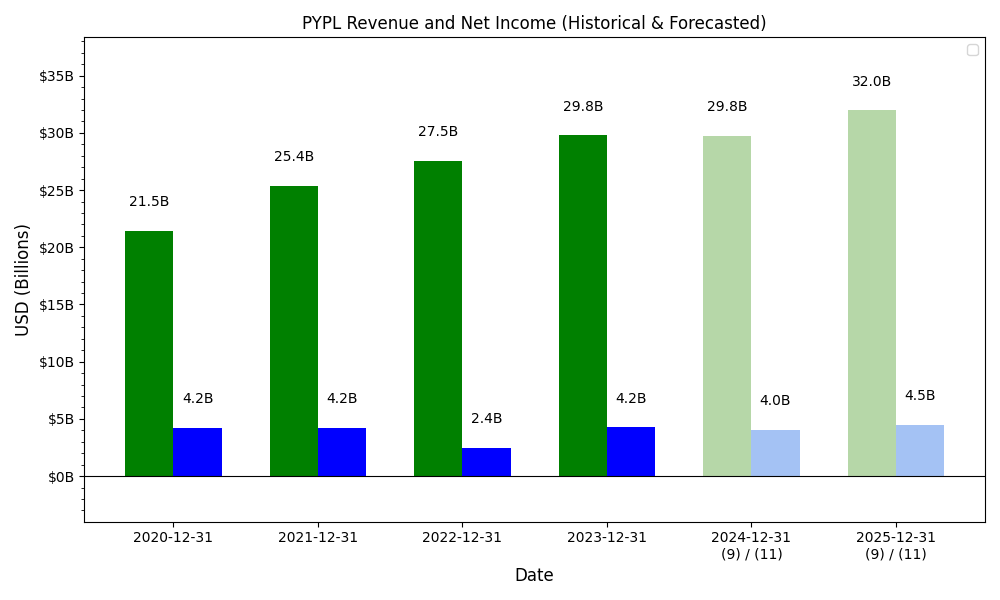 PYPL Revenue and Net Income (Historical & Forecasted)
$35B
$30B
$25B
$20B
$15B
$10B
$5B
$0B
USD (Billions)
21.5B
4.2B
25.4B
4.2B
27.5B
2.4B
29.8B
4.2B
29.8B
4.0B
32.0B
4.5B
2020-12-31
2021-12-31
2022-12-31
2023-12-31
2024-12-31
(9) / (11)
2025-12-31
(9) / (11)
Date